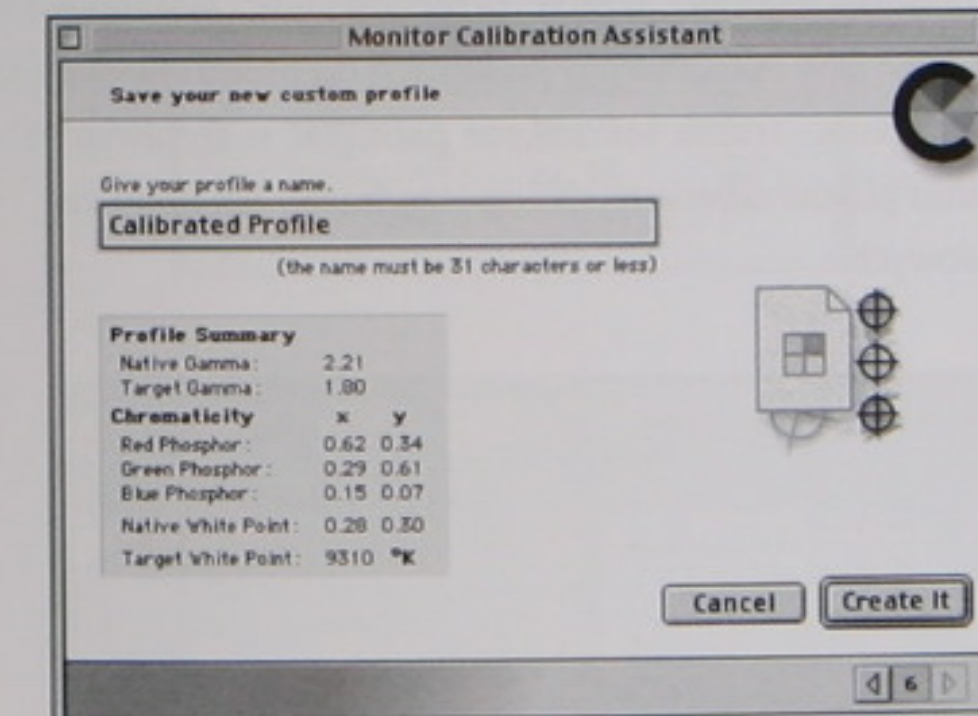 Monitor Calibration Assistant
Save your new custom profile
Give your profile a name.
Calibrated Profile
(the name must be 31 characters or less)
Profile Summary
Native Gamma: 2.21
Target Gamma: 1.80
Chromaticity x y
Red Phosphor: 0.62 0.34
Green Phosphor: 0.29 0.61
Blue Phosphor: 0.15 0.07
Native White Point: 0.28 0.30
Target White Point: 9310 °K
Cancel Create It
6